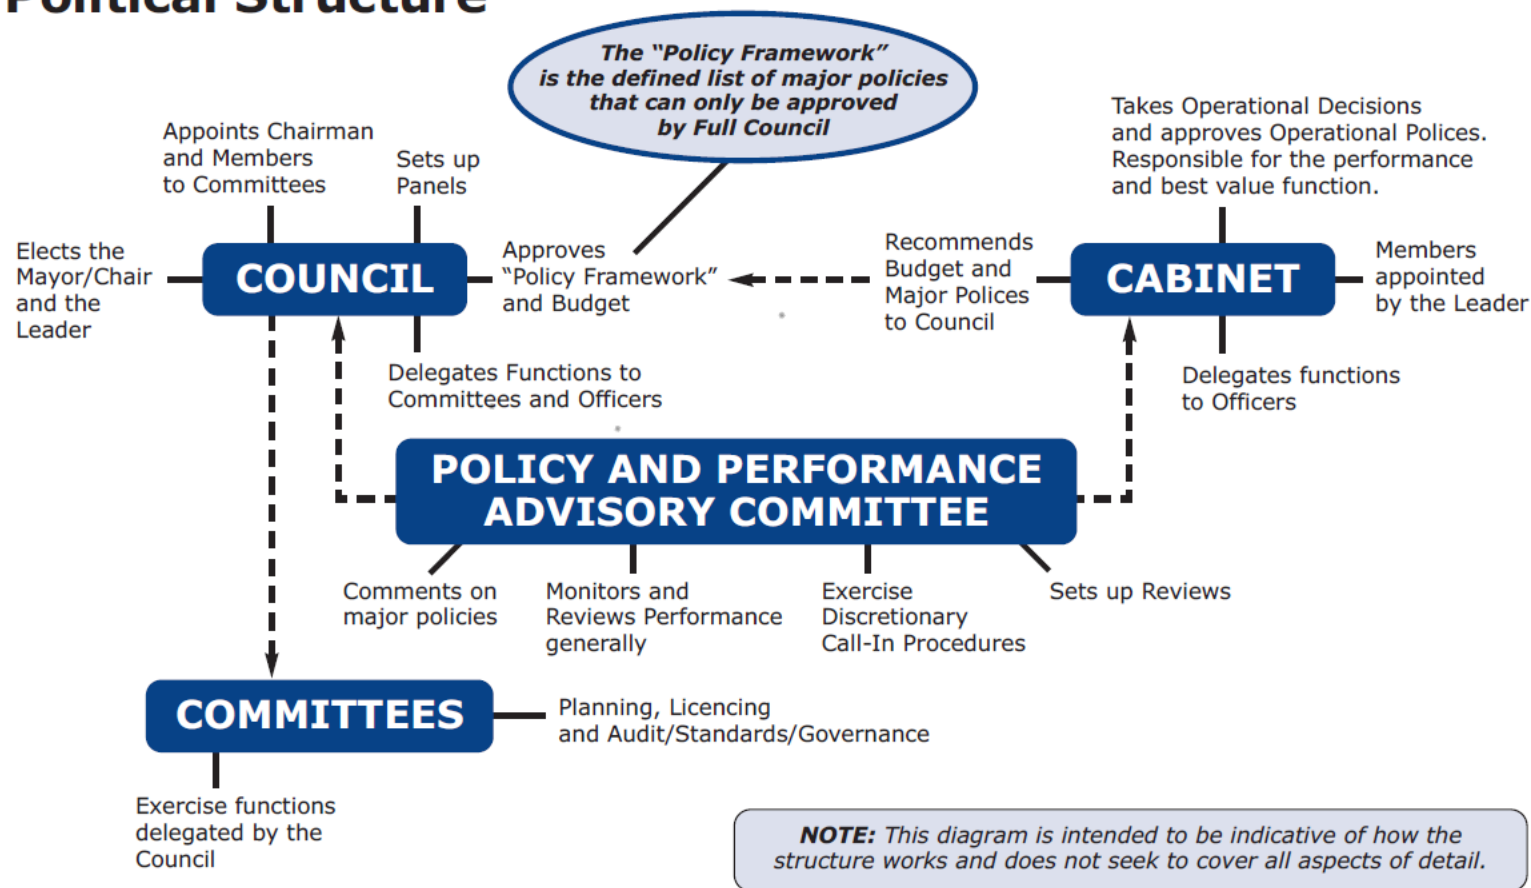 Political Structure
The “Policy Framework”
is the defined list of major policies
that can only be approved
by Full Council
Appoints Chairman
and Members
to Committees
Sets up
Panels
Takes Operational Decisions
and approves Operational Polices.
Responsible for the performance
and best value function.
Elects the
Mayor/Chair
and the
Leader
COUNCIL
Approves
“Policy Framework”
and Budget
Recommends
Budget and
Major Polices
to Council
CABINET
Members
appointed
by the Leader
Delegates Functions to
Committees and Officers
Delegates functions
to Officers
POLICY AND PERFORMANCE
ADVISORY COMMITTEE
Comments on
major policies
Monitors and
Reviews Performance
generally
Exercise
Discretionary
Call-In Procedures
Sets up Reviews
COMMITTEES
Planning, Licencing
and Audit/Standards/Governance
Exercise functions
delegated by the
Council
NOTE: This diagram is intended to be indicative of how the
structure works and does not seek to cover all aspects of detail.